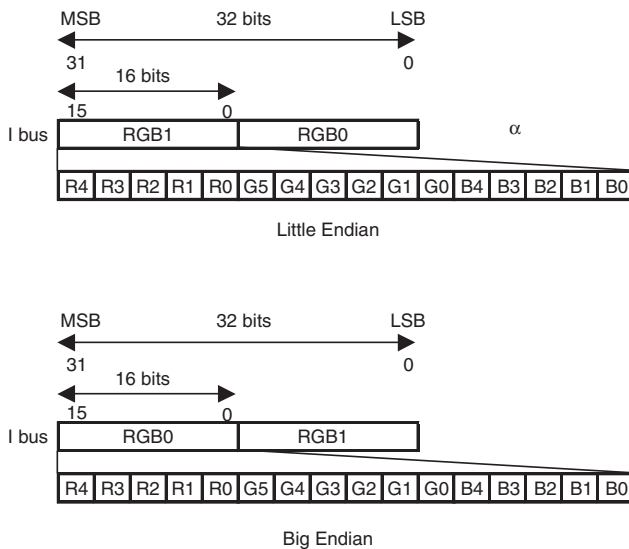 MSB 32 bits LSB
31 0
16 bits
15 0
I bus RGB1 RGB0 α
R4 R3 R2 R1 R0 G5 G4 G3 G2 G1 G0 B4 B3 B2 B1 B0
Little Endian
MSB 32 bits LSB
31 0
16 bits
15 0
I bus RGB0 RGB1
R4 R3 R2 R1 R0 G5 G4 G3 G2 G1 G0 B4 B3 B2 B1 B0
Big Endian